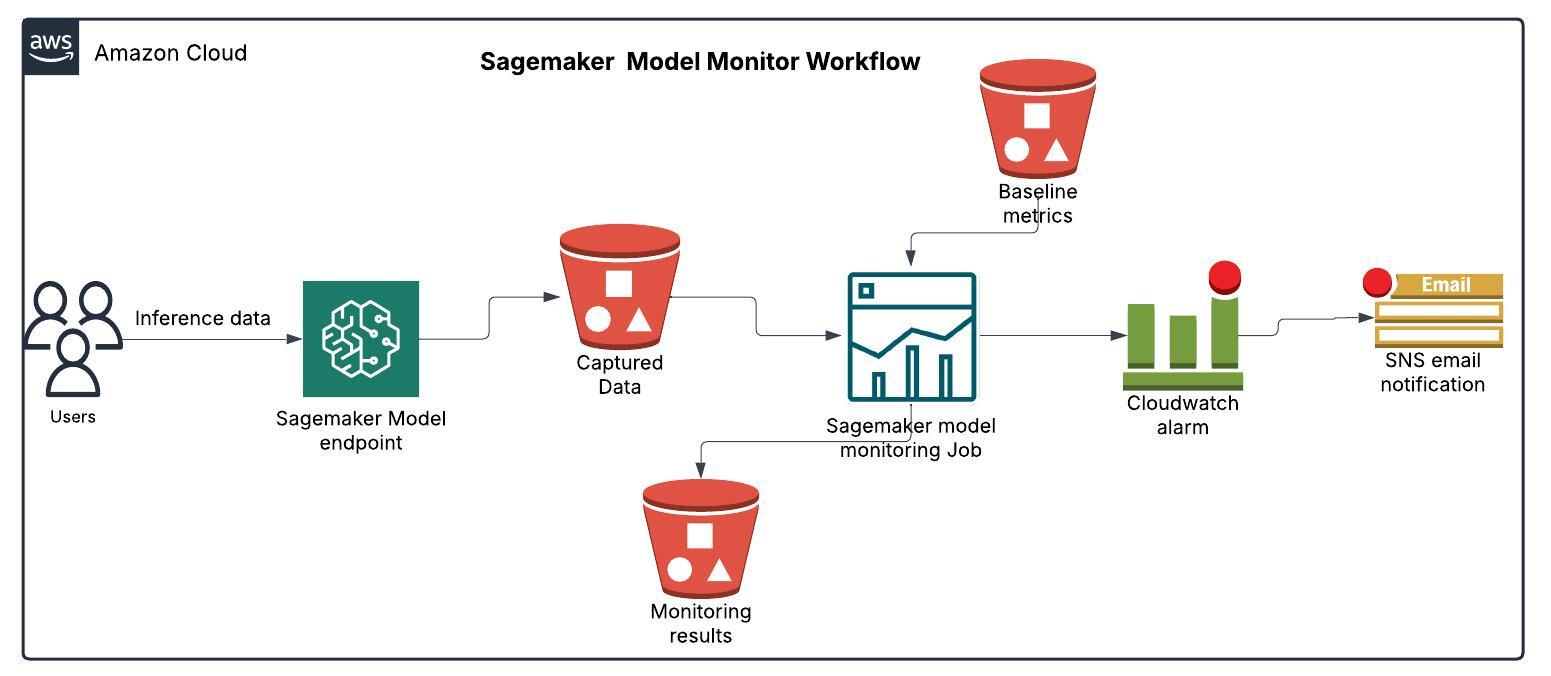 aws
Amazon Cloud
Sagemaker Model Monitor Workflow
Baseline
metrics
Inference data
Users
Sagemaker Model
endpoint
Captured
Data
Sagemaker model
monitoring Job
Cloudwatch
alarm
Email
SNS email
notification
Monitoring
results